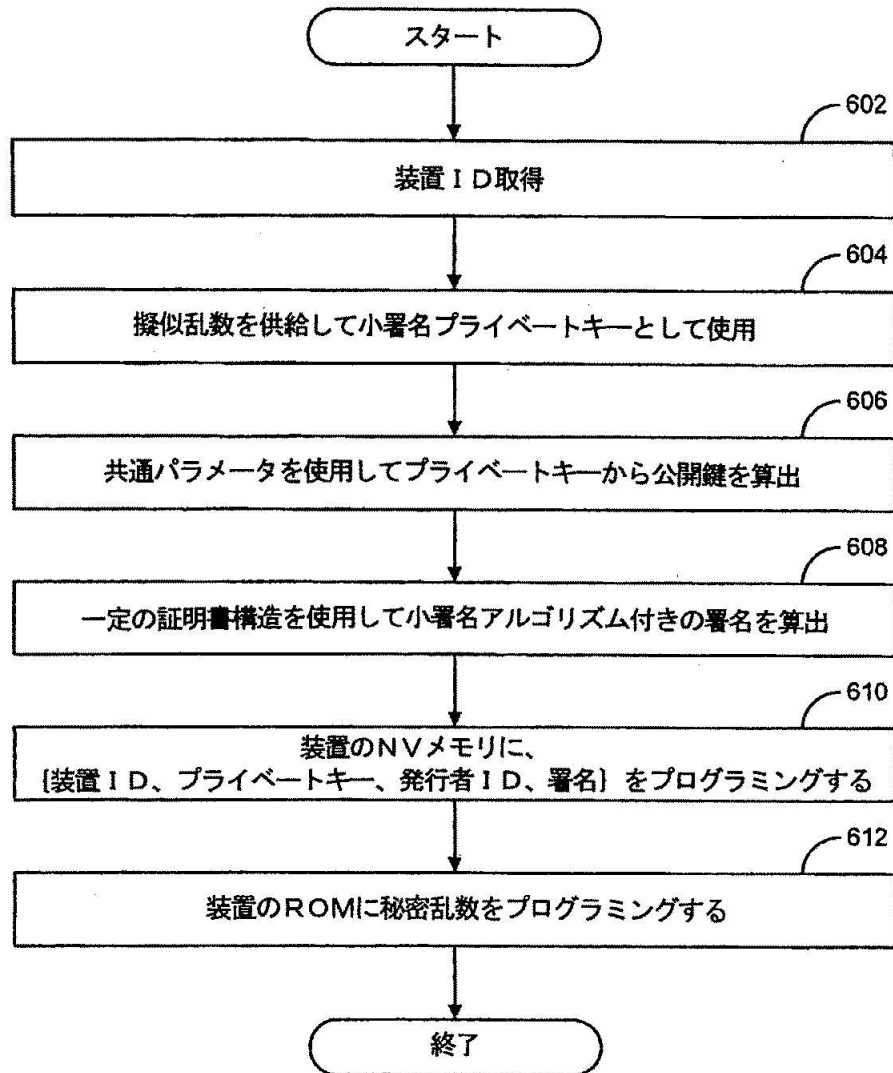 スタート
602
装置ＩＤ取得
604
擬似乱数を供給して小署名プライベートキーとして使用
606
共通パラメータを使用してプライベートキーから公開鍵を算出
608
一定の証明書構造を使用して小署名アルゴリズム付きの署名を算出
610
装置のＮＶメモリに、
{装置ＩＤ、プライベートキー、発行者ＩＤ、署名}をプログラミングする
612
装置のＲＯＭに秘密乱数をプログラミングする
終了